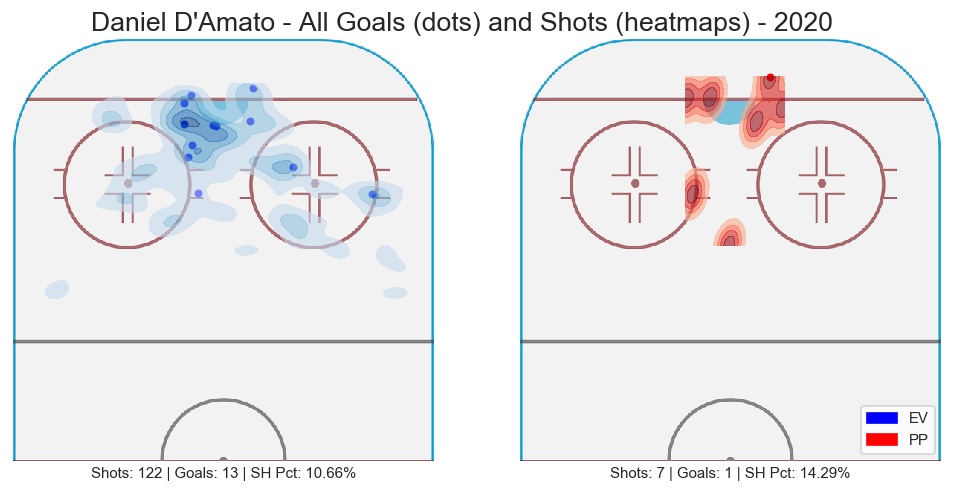 Daniel D'Amato - All Goals (dots) and Shots (heatmaps) - 2020
EV
PP
Shots: 122 | Goals: 13 | SH Pct: 10.66%
Shots: 7 | Goals: 1 | SH Pct: 14.29%